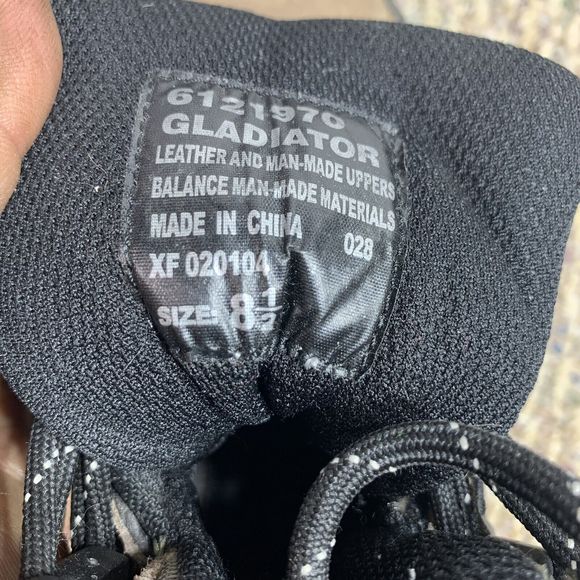 6121970
GLADIATOR
LEATHER AND MAN-MADE UPPERS
BALANCE MAN-MADE MATERIALS
MADE IN CHINA 028
XF 020104
SIZE: 8 1/2